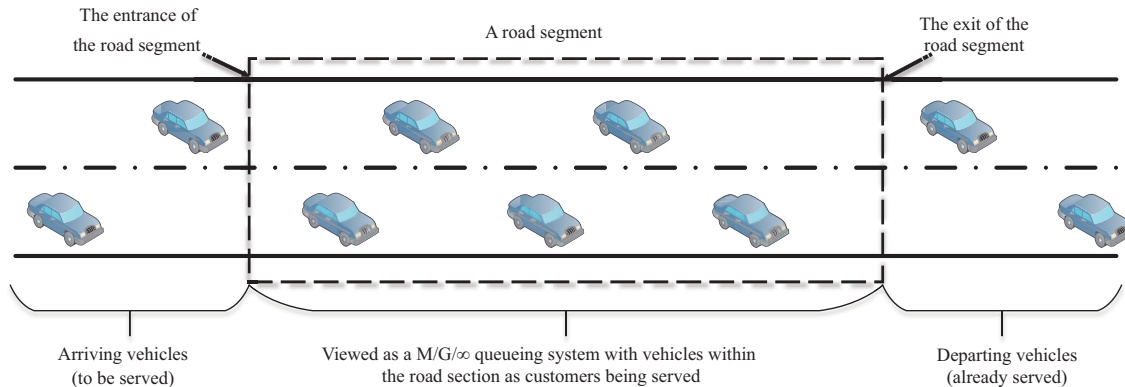 The entrance of
the road segment
A road segment
The exit of the
road segment
Arriving vehicles
(to be served)
Viewed as a M/G/∞ queueing system with vehicles within
the road section as customers being served
Departing vehicles
(already served)